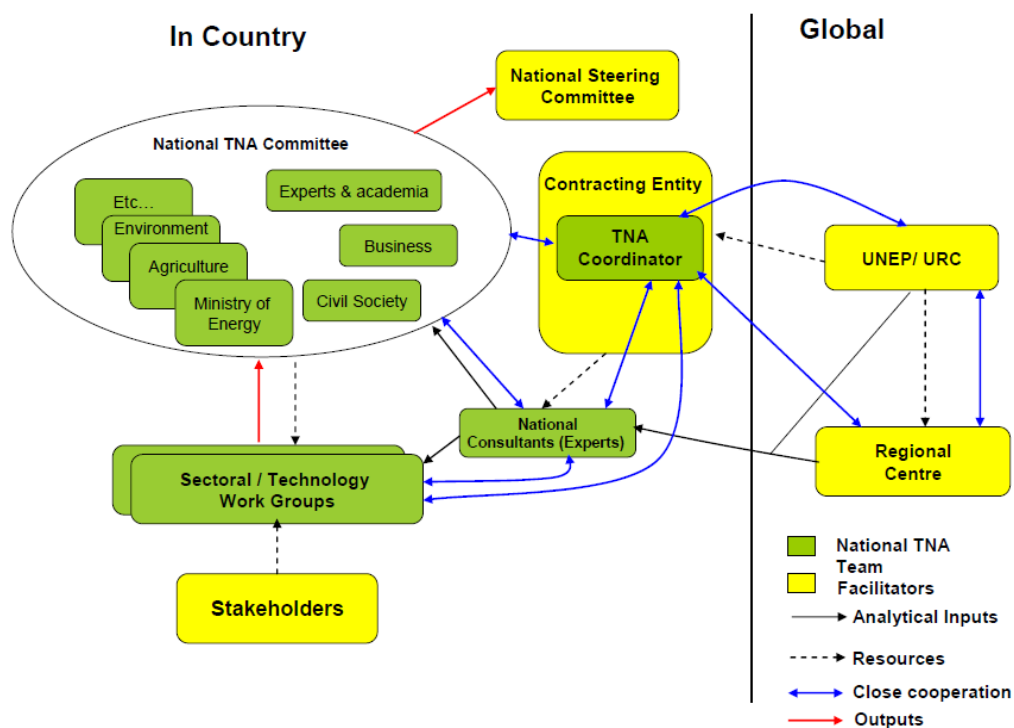 In Country
Global
National Steering
Committee
National TNA Committee
Experts & academia
Etc...
Environment
Business
Agriculture
Ministry of
Energy
Civil Society
Contracting Entity
TNA
Coordinator
UNEP/ URC
National
Consultants (Experts)
Regional
Centre
Sectoral / Technology
Work Groups
Stakeholders
National TNA
Team
Facilitators
Analytical Inputs
Resources
Close cooperation
Outputs